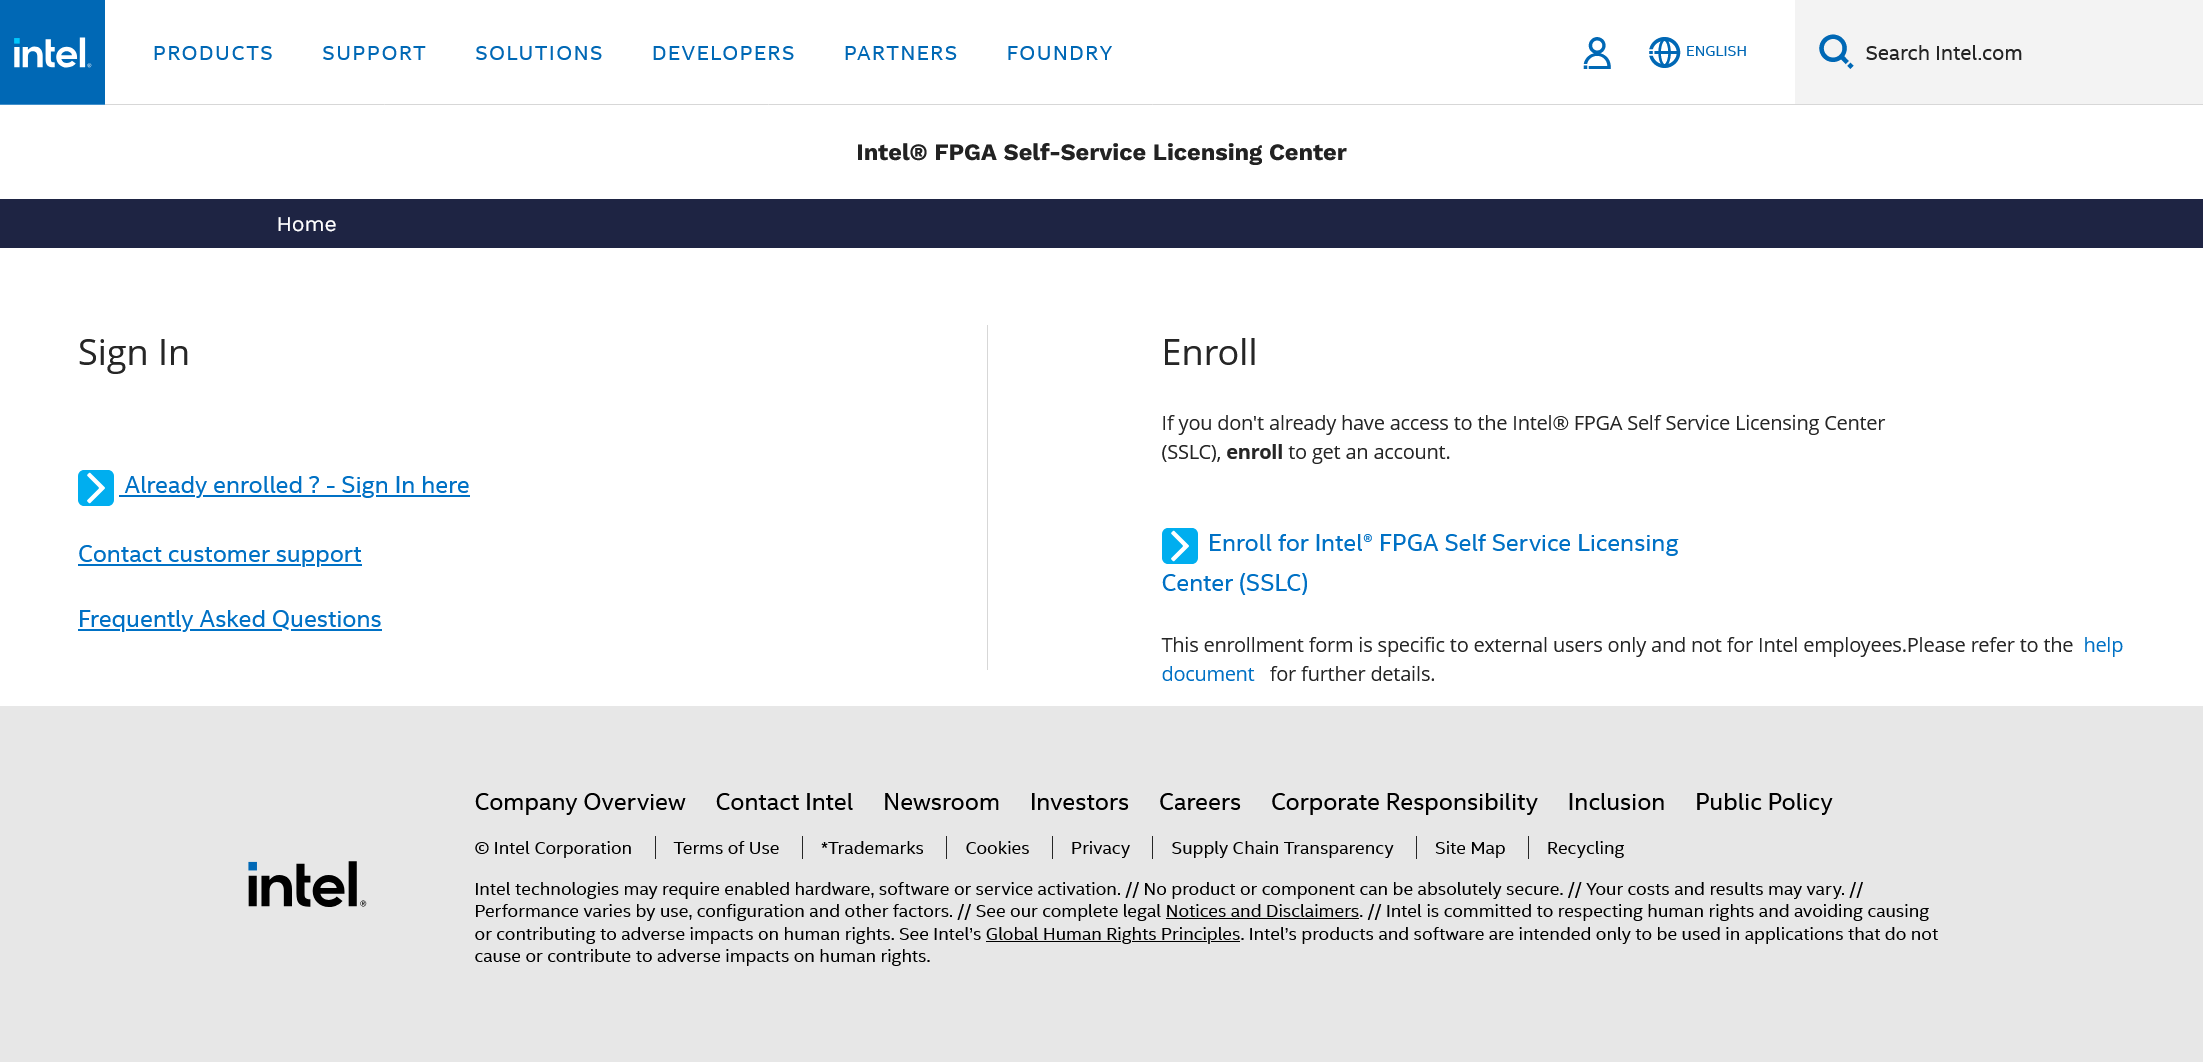 intel.
PRODUCTS SUPPORT SOLUTIONS DEVELOPERS PARTNERS FOUNDRY ENGLISH Search Intel.com
Intel® FPGA Self-Service Licensing Center
Home
Sign In
Already enrolled ? - Sign In here
Contact customer support
Frequently Asked Questions
Enroll
If you don't already have access to the Intel® FPGA Self Service Licensing Center
(SSLC), enroll to get an account.
Enroll for Intel® FPGA Self Service Licensing
Center (SSLC)
This enrollment form is specific to external users only and not for Intel employees.Please refer to the help
document for further details.
intel®
Company Overview Contact Intel Newsroom Investors Careers Corporate Responsibility Inclusion Public Policy
© Intel Corporation Terms of Use *Trademarks Cookies Privacy Supply Chain Transparency Site Map Recycling
Intel technologies may require enabled hardware, software or service activation. // No product or component can be absolutely secure. // Your costs and results may vary. //
Performance varies by use, configuration and other factors. // See our complete legal Notices and Disclaimers. // Intel is committed to respecting human rights and avoiding causing
or contributing to adverse impacts on human rights. See Intel’s Global Human Rights Principles. Intel’s products and software are intended only to be used in applications that do not
cause or contribute to adverse impacts on human rights.